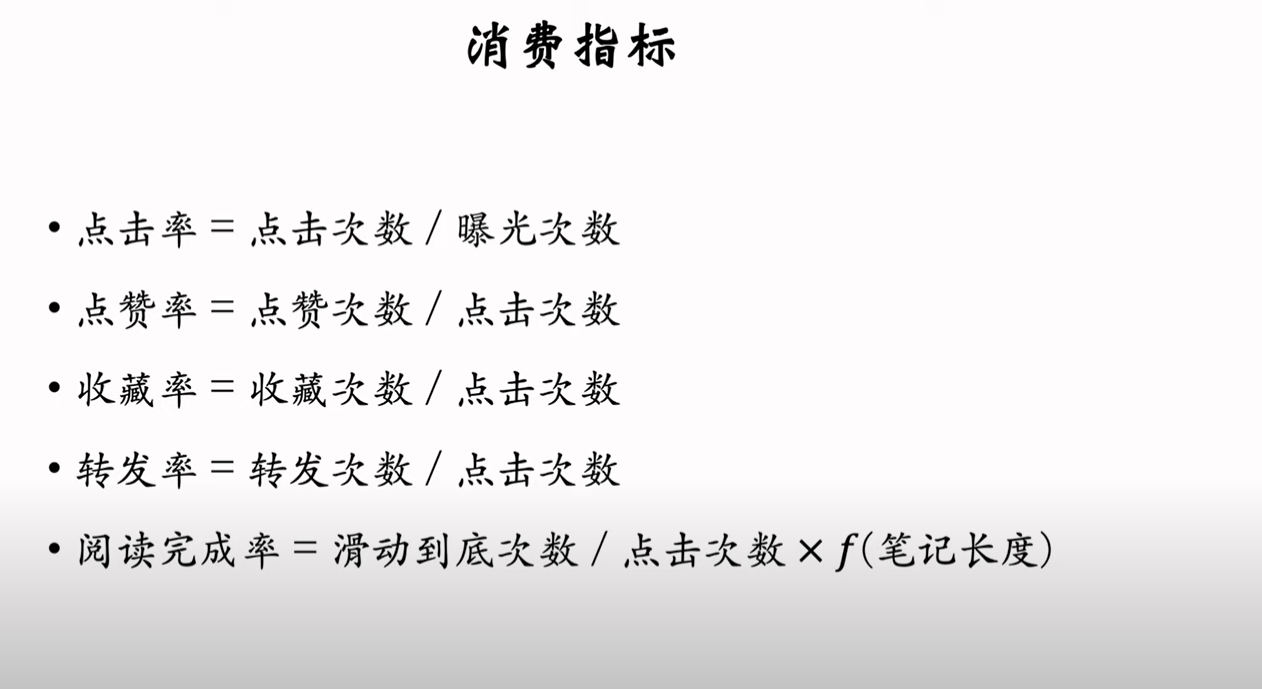 消费指标
• 点击率 = 点击次数 / 曝光次数
• 点赞率 = 点赞次数 / 点击次数
• 收藏率 = 收藏次数 / 点击次数
• 转发率 = 转发次数 / 点击次数
• 阅读完成率 = 滑动到底次数 / 点击次数 × f(笔记长度)